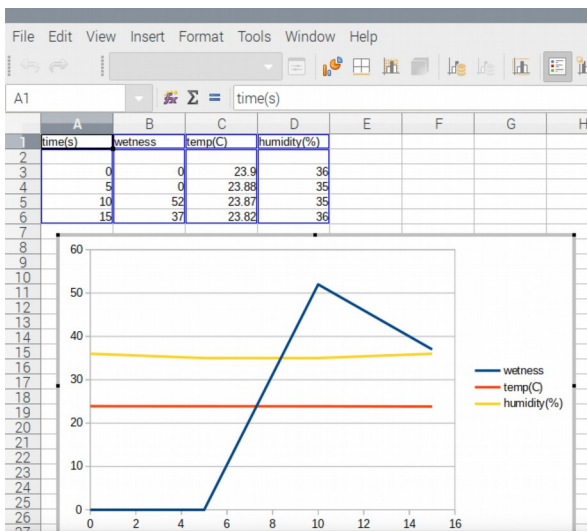 File Edit View Insert Format Tools Window Help
A1 Σ = time(s)
A B C D E F G H
1 time(s) wetness temp(C) humidity(%)
2
3 0 0 23.9 36
4 5 0 23.88 35
5 10 52 23.87 35
6 15 37 23.82 36
7
8
9
10
11
12
13
14
15
16
17
18
19
20
21
22
23
24
25
26
27
60
50
40
30
20
10
0
wetness
temp(C)
humidity(%)
0 2 4 6 8 10 12 14 16